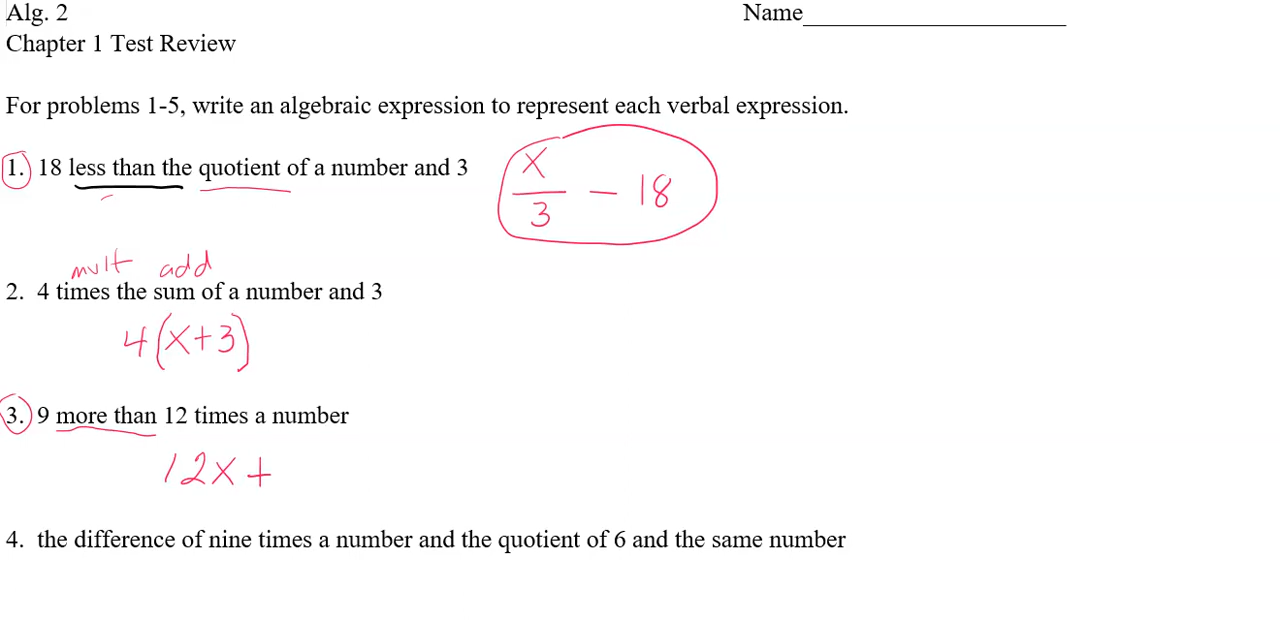 Alg. 2 Name
Chapter 1 Test Review
For problems 1-5, write an algebraic expression to represent each verbal expression.
1. 18 less than the quotient of a number and 3
x/3 - 18
mult add
2. 4 times the sum of a number and 3
4(x+3)
3. 9 more than 12 times a number
12x +
4. the difference of nine times a number and the quotient of 6 and the same number